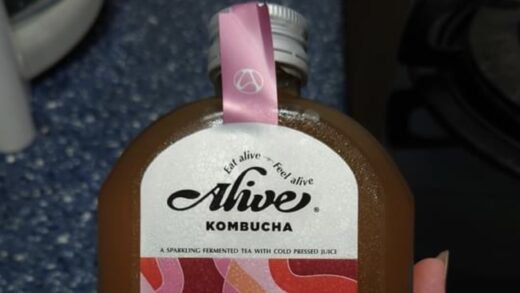 Eat alive - Feel alive
Alive®
KOMBUCHA
A SPARKLING FERMENTED TEA WITH COLD PRESSED JUICE